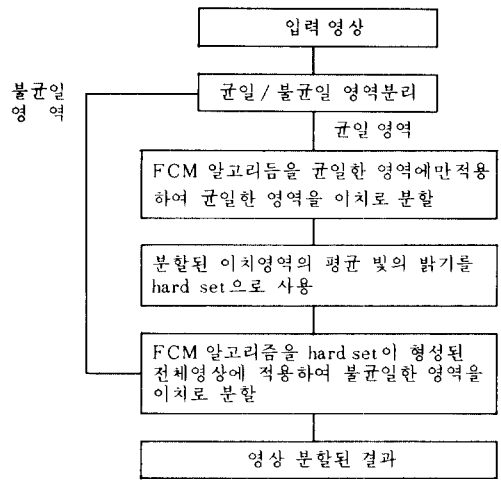 입력 영상
불균일
영 역
균일 / 불균일 영역분리
균일 영역
FCM 알고리듬을 균일한 영역에만적용
하여 균일한 영역을 이치로 분할
분할된 이치영역의 평균 빛의 밝기를
hard set으로 사용
FCM 알고리즘을 hard set이 형성된
전체영상에 적용하여 불균일한 영역을
이치로 분할
영상 분할된 결과